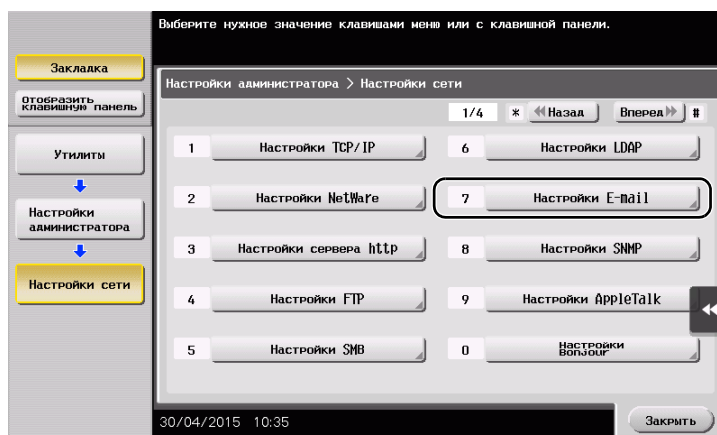 Выберите нужное значение клавишами меню или с клавишной панели.
Закладка
Отобразить
клавишную панель
Утилиты
Настройки
администратора
Настройки сети
Настройки администратора > Настройки сети
1/4 * Назад Вперед #
1 Настройки TCP/IP
6 Настройки LDAP
2 Настройки NetWare
7 Настройки E-mail
3 Настройки сервера http
8 Настройки SNMP
4 Настройки FTP
9 Настройки AppleTalk
5 Настройки SMB
0 Настройки
Bonjour
30/04/2015 10:35
Закрыть